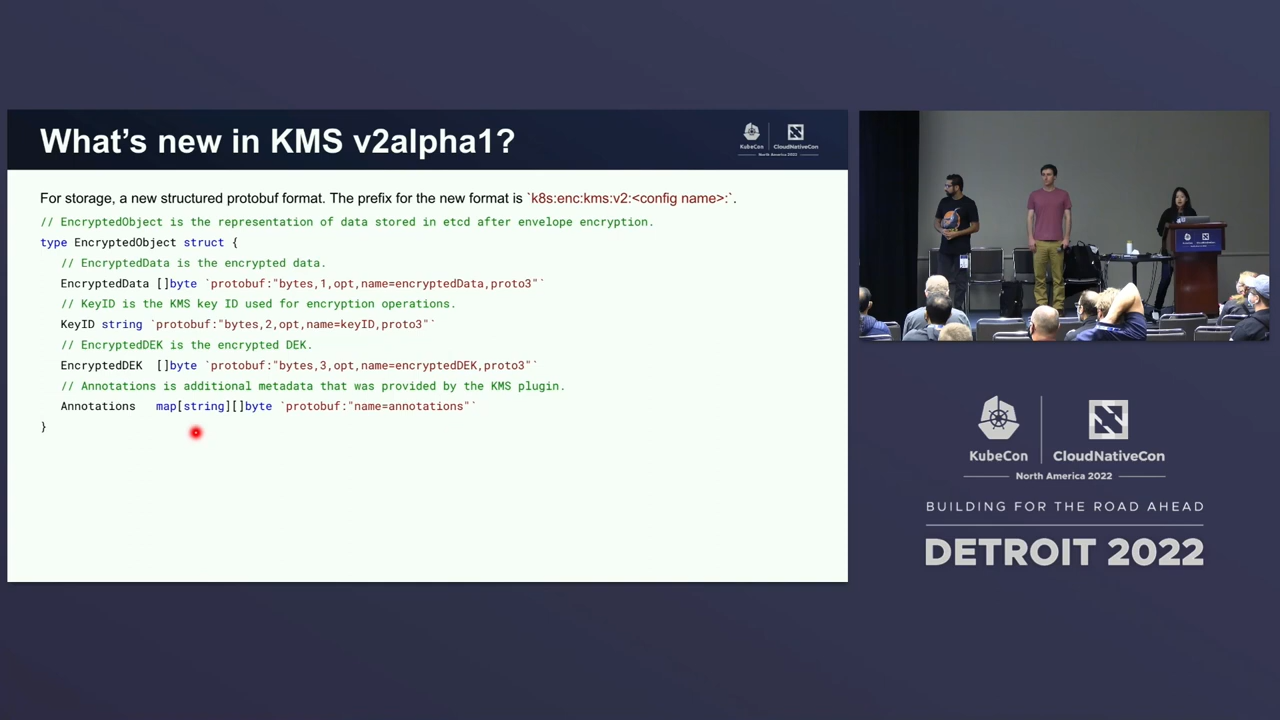 What's new in KMS v2alpha1?
KubeCon
CloudNativeCon
North America 2022
For storage, a new structured protobuf format. The prefix for the new format is `k8s:enc:kms:v2:<config name>:`.
// EncryptedObject is the representation of data stored in etcd after envelope encryption.
type EncryptedObject struct {
// EncryptedData is the encrypted data.
EncryptedData []byte `protobuf:"bytes,1,opt,name=encryptedData,proto3"`
// KeyID is the KMS key ID used for encryption operations.
KeyID string `protobuf:"bytes,2,opt,name=keyID,proto3"`
// EncryptedDEK is the encrypted DEK.
EncryptedDEK []byte `protobuf:"bytes,3,opt,name=encryptedDEK,proto3"`
// Annotations is additional metadata that was provided by the KMS plugin.
Annotations map[string][]byte `protobuf:"name=annotations"`
}
KubeCon
CloudNativeCon
North America 2022
BUILDING FOR THE ROAD AHEAD
DETROIT 2022